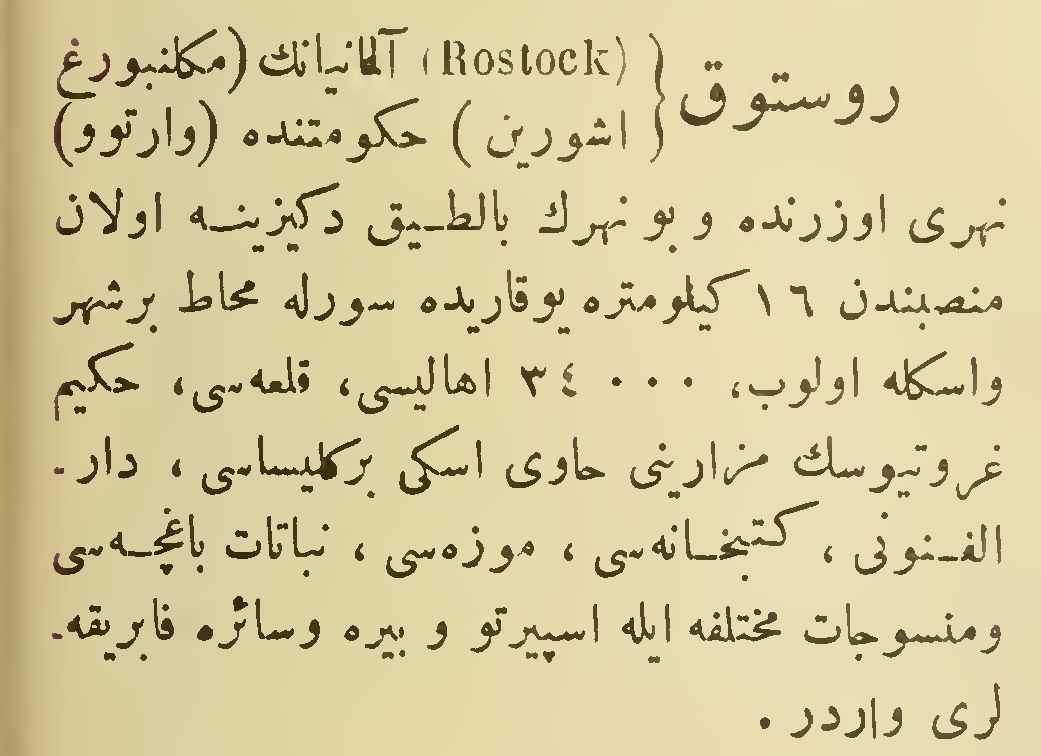 روستوق { (Rostock) آلمانیانك (مكلنبورغ
اشورین ) حكومتنده (وارتوو)
نهری اوزرنده و بو نهرك بالطیق دكیزینه اولان
منصبندن ١٦ كیلومتره یوقاریده سورله محاط برشهر
واسكله اولوب، ٣٤٠٠٠ اهالیسی، قلعه‌سی، حكیم
غروتیوسك مزارینی حاوی اسكی بركلیساسی ، دار-
الفنونی ، كتبخانه‌سی ، موزه‌سی ، نباتات باغچه‌سی
ومنسوجات مختلفه ایله اسپیرتو و بیره وسائره فابریقه-
لری واردر .